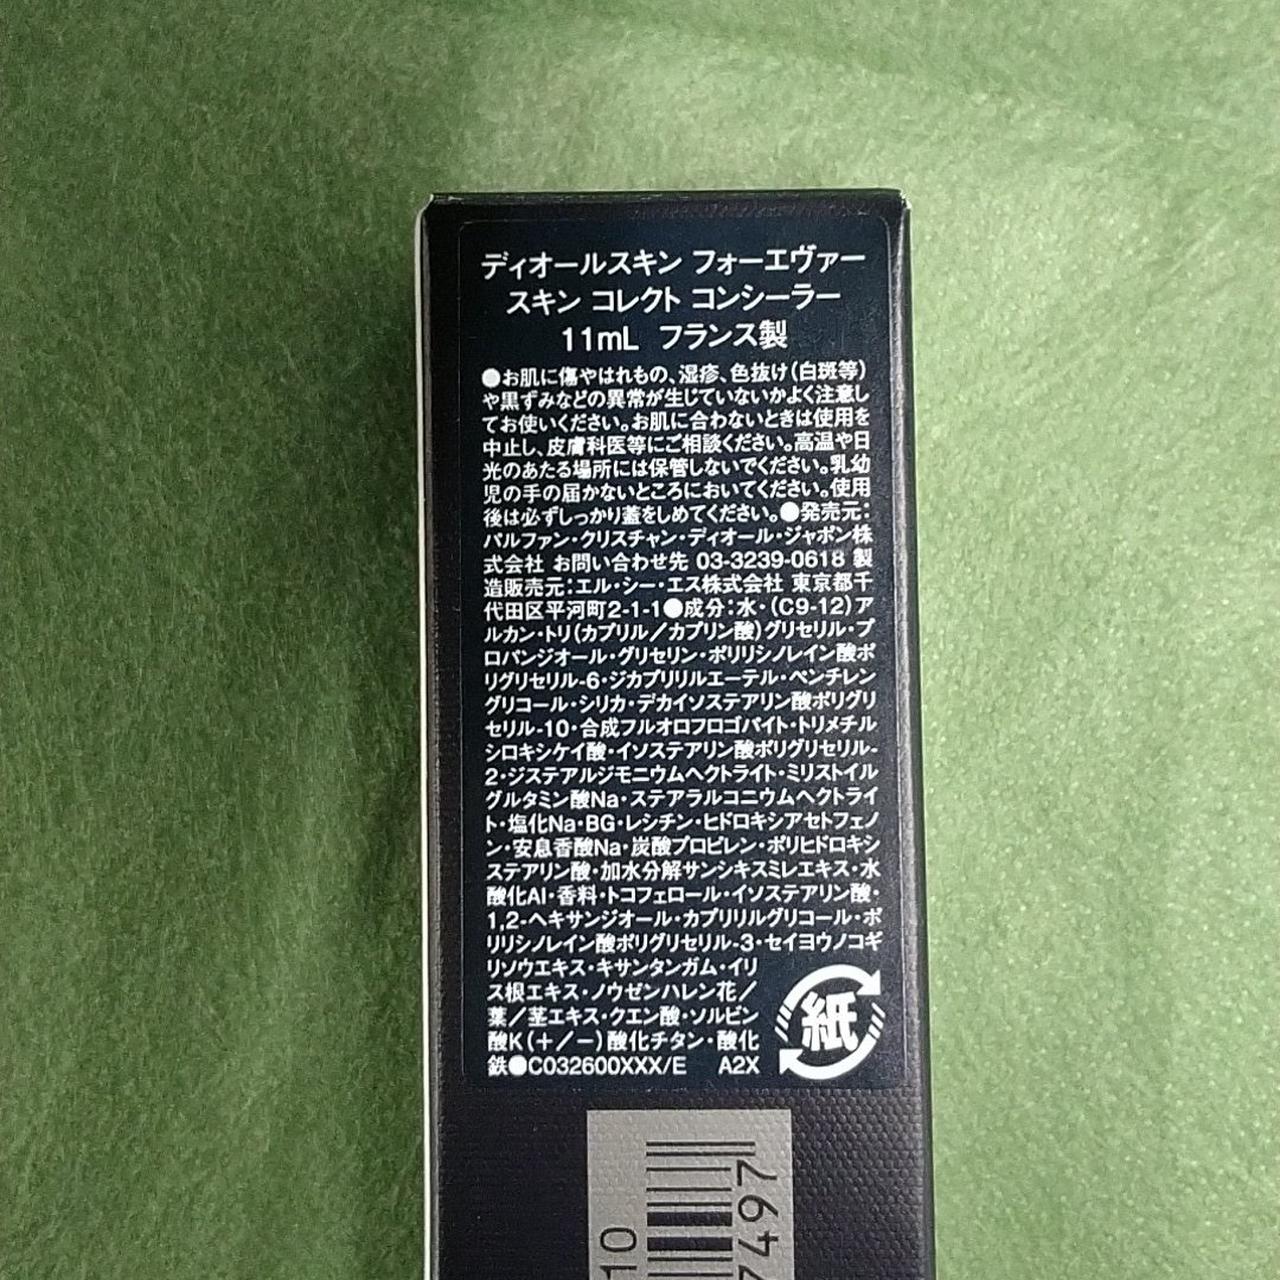 ディオールスキン フォーエヴァー
スキン コレクト コンシーラー
11mL フランス製
●お肌に傷やはれもの、湿疹、色抜け(白斑等)
や黒ずみなどの異常が生じていないかよく注意し
てお使いください。お肌に合わないときは使用を
中止し、皮膚科医等にご相談ください。高温や日
光のあたる場所には保管しないでください。乳幼
児の手の届かないところにおいてください。使用
後は必ずしっかり蓋をしめてください。●発売元:
パルファン・クリスチャン・ディオール・ジャポン株
式会社 お問い合わせ先 03-3239-0618 製
造販売元:エル・シー・エス株式会社 東京都千
代田区平河町2-1-1●成分:水・(C9-12)ア
ルカン・トリ(カプリル/カプリン酸)グリセリル・プ
ロパンジオール・グリセリン・ポリリシノレイン酸ポ
リグリセリル-6・ジカプリリルエーテル・ペンチレン
グリコール・シリカ・デカイソステアリン酸ポリグリ
セリル-10・合成フルオロフロゴパイト・トリメチル
シロキシケイ酸・イソステアリン酸ポリグリセリル-
2・ジステアルジモニウムヘクトライト・ミリストイル
グルタミン酸Na・ステアラルコニウムヘクトライ
ト・塩化Na・BG・レシチン・ヒドロキシアセトフェノ
ン・安息香酸Na・炭酸プロピレン・ポリヒドロキシ
ステアリン酸・加水分解サンシキスミレエキス・水
酸化Al・香料・トコフェロール・イソステアリン酸・
1,2-ヘキサンジオール・カプリリルグリコール・ポ
リリシノレイン酸ポリグリセリル-3・セイヨウノコギ
リソウエキス・キサンタンガム・イリ
ス根エキス・ノウゼンハレン花/
葉/茎エキス・クエン酸・ソルビン
酸K(+/-)酸化チタン・酸化
鉄●C032600XXX/E A2X
紙
10
7497